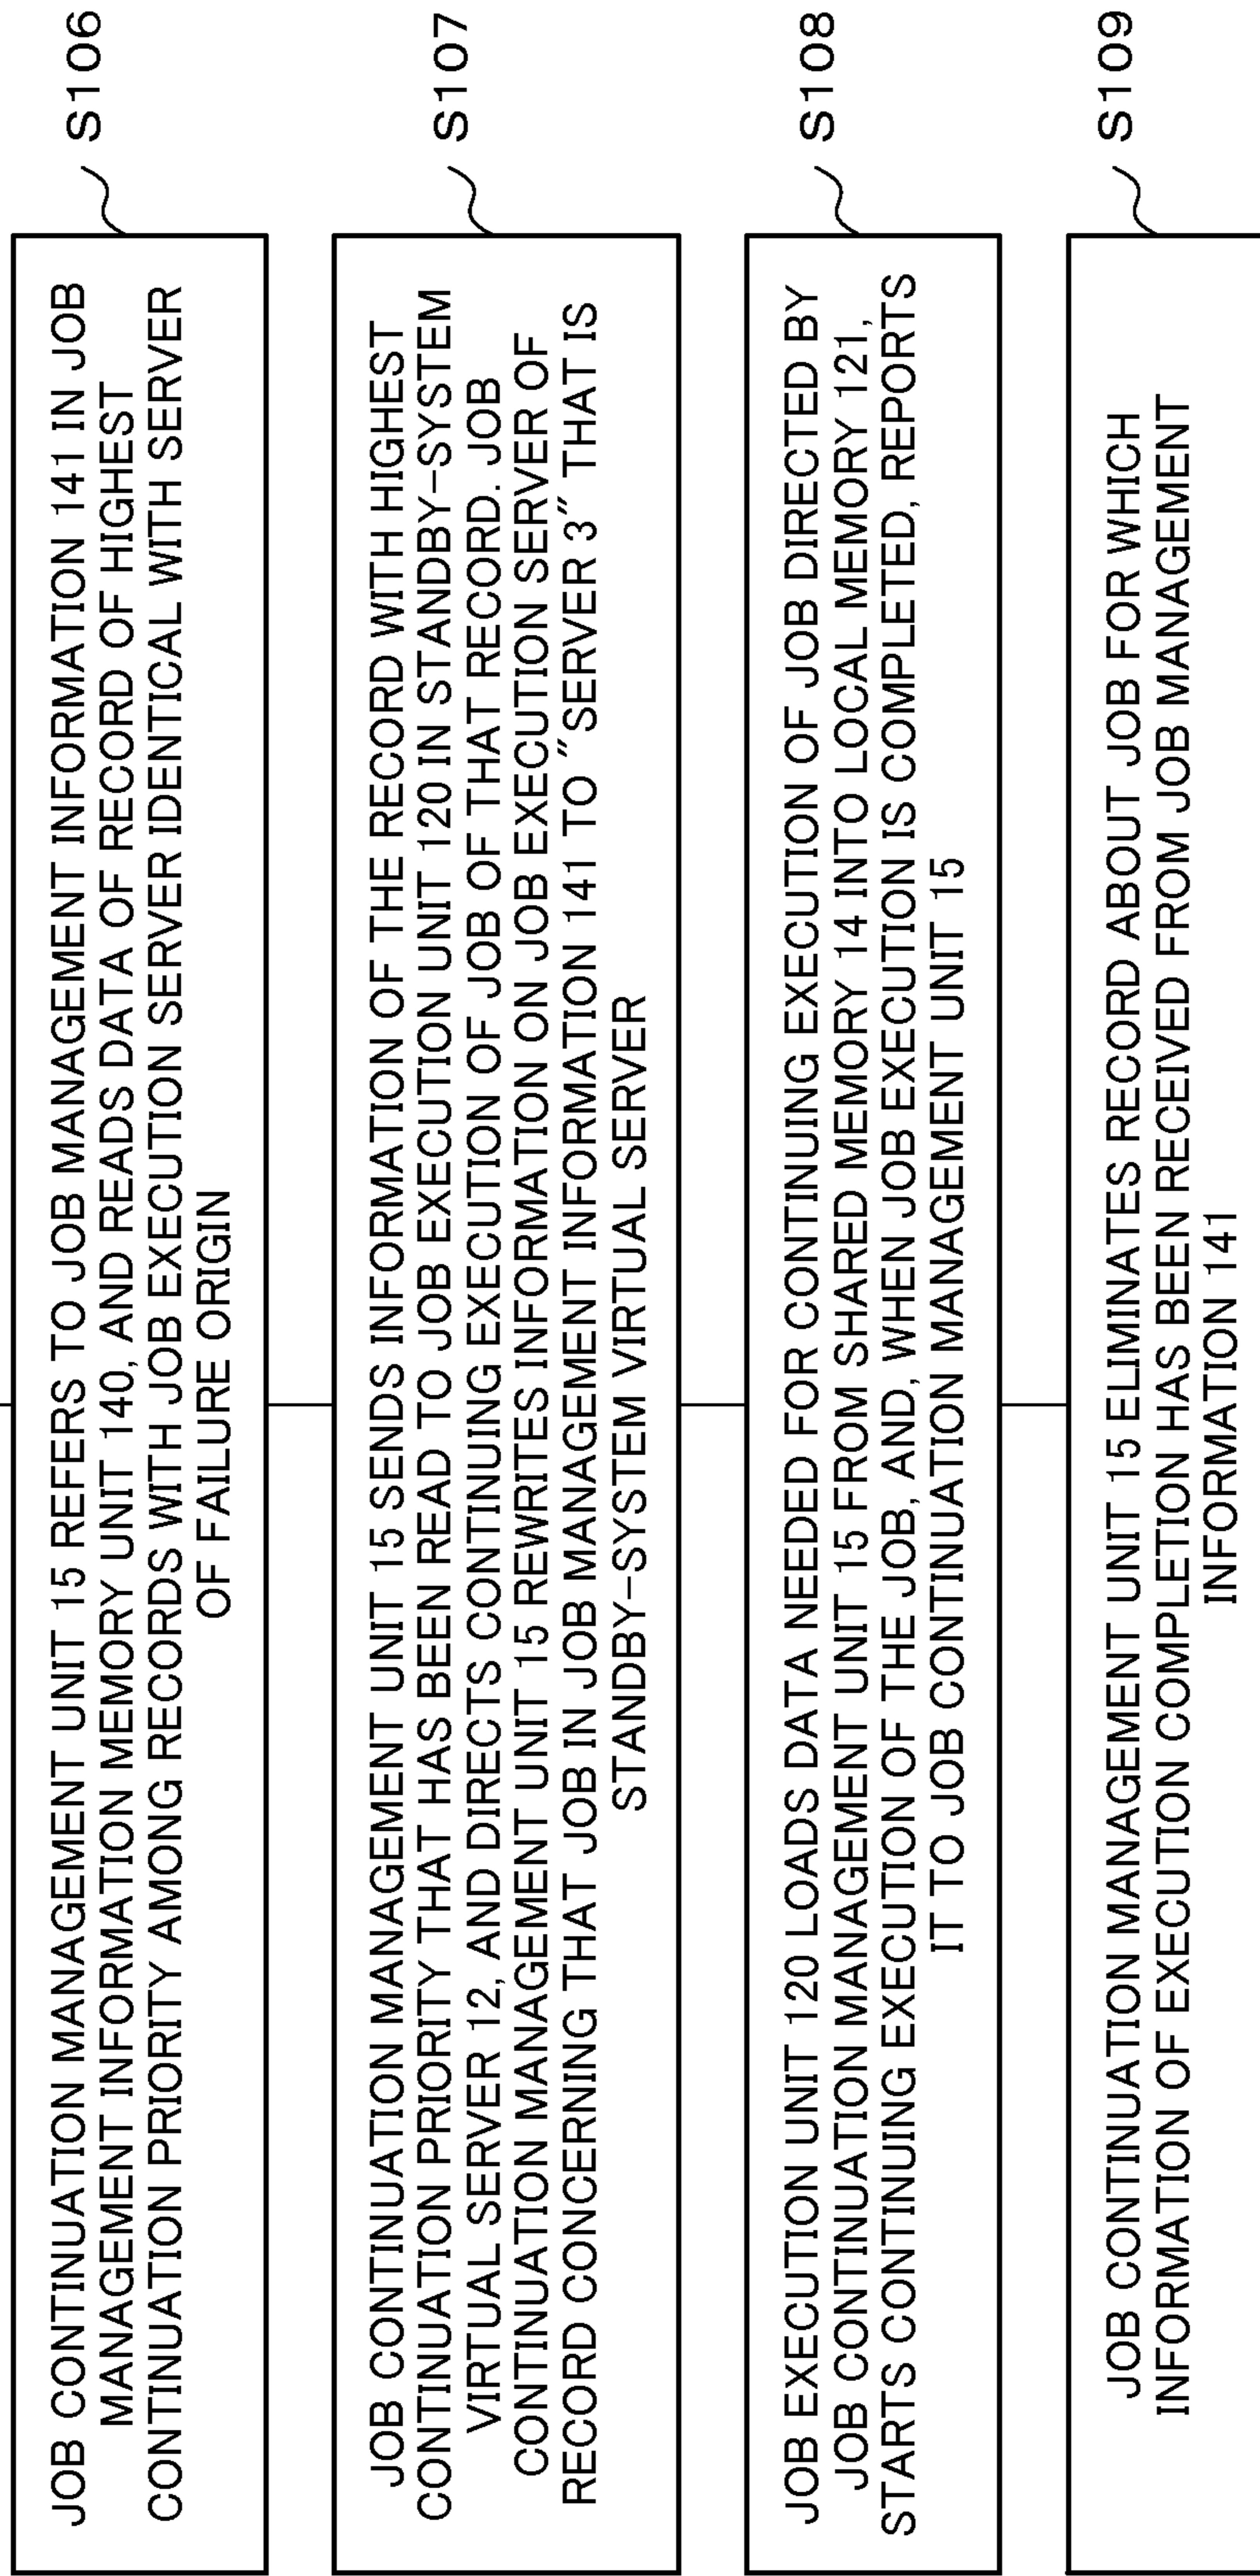 JOB CONTINUATION MANAGEMENT UNIT 15 REFERS TO JOB MANAGEMENT INFORMATION 141 IN JOB
MANAGEMENT INFORMATION MEMORY UNIT 140, AND READS DATA OF RECORD OF HIGHEST
CONTINUATION PRIORITY AMONG RECORDS WITH JOB EXECUTION SERVER IDENTICAL WITH SERVER
OF FAILURE ORIGIN
S106
JOB CONTINUATION MANAGEMENT UNIT 15 SENDS INFORMATION OF THE RECORD WITH HIGHEST
CONTINUATION PRIORITY THAT HAS BEEN READ TO JOB EXECUTION UNIT 120 IN STANDBY-SYSTEM
VIRTUAL SERVER 12, AND DIRECTS CONTINUING EXECUTION OF JOB OF THAT RECORD. JOB
CONTINUATION MANAGEMENT UNIT 15 REWRITES INFORMATION ON JOB EXECUTION SERVER OF
RECORD CONCERNING THAT JOB IN JOB MANAGEMENT INFORMATION 141 TO "SERVER 3" THAT IS
STANDBY-SYSTEM VIRTUAL SERVER
S107
JOB EXECUTION UNIT 120 LOADS DATA NEEDED FOR CONTINUING EXECUTION OF JOB DIRECTED BY
JOB CONTINUATION MANAGEMENT UNIT 15 FROM SHARED MEMORY 14 INTO LOCAL MEMORY 121,
STARTS CONTINUING EXECUTION OF THE JOB, AND, WHEN JOB EXECUTION IS COMPLETED, REPORTS
IT TO JOB CONTINUATION MANAGEMENT UNIT 15
S108
JOB CONTINUATION MANAGEMENT UNIT 15 ELIMINATES RECORD ABOUT JOB FOR WHICH
INFORMATION OF EXECUTION COMPLETION HAS BEEN RECEIVED FROM JOB MANAGEMENT
INFORMATION 141
S109